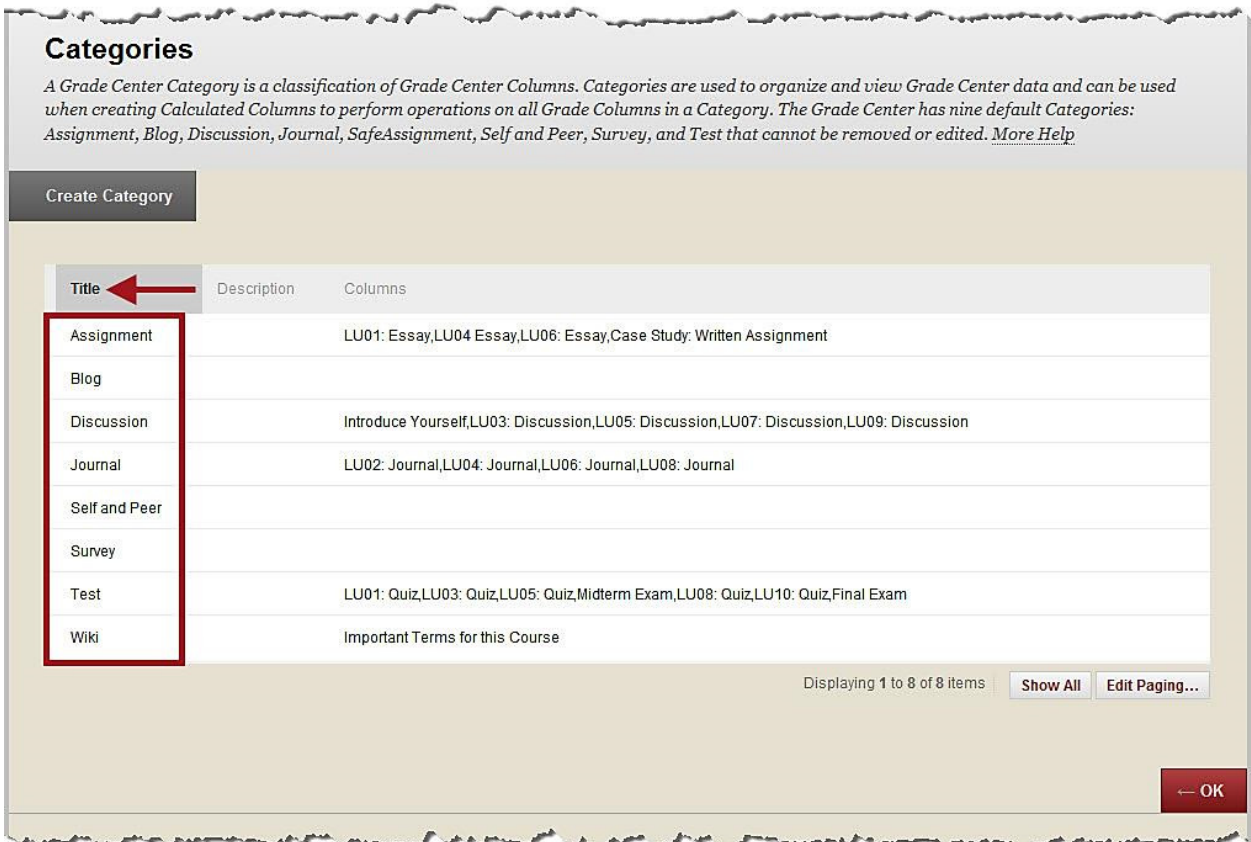 Categories
A Grade Center Category is a classification of Grade Center Columns. Categories are used to organize and view Grade Center data and can be used
when creating Calculated Columns to perform operations on all Grade Columns in a Category. The Grade Center has nine default Categories:
Assignment, Blog, Discussion, Journal, SafeAssignment, Self and Peer, Survey, and Test that cannot be removed or edited. More Help
Create Category
Title Description Columns
Assignment LU01: Essay,LU04 Essay,LU06: Essay,Case Study: Written Assignment
Blog
Discussion Introduce Yourself,LU03: Discussion,LU05: Discussion,LU07: Discussion,LU09: Discussion
Journal LU02: Journal,LU04: Journal,LU06: Journal,LU08: Journal
Self and Peer
Survey
Test LU01: Quiz,LU03: Quiz,LU05: Quiz,Midterm Exam,LU08: Quiz,LU10: Quiz,Final Exam
Wiki Important Terms for this Course
Displaying 1 to 8 of 8 items Show All Edit Paging...
← OK